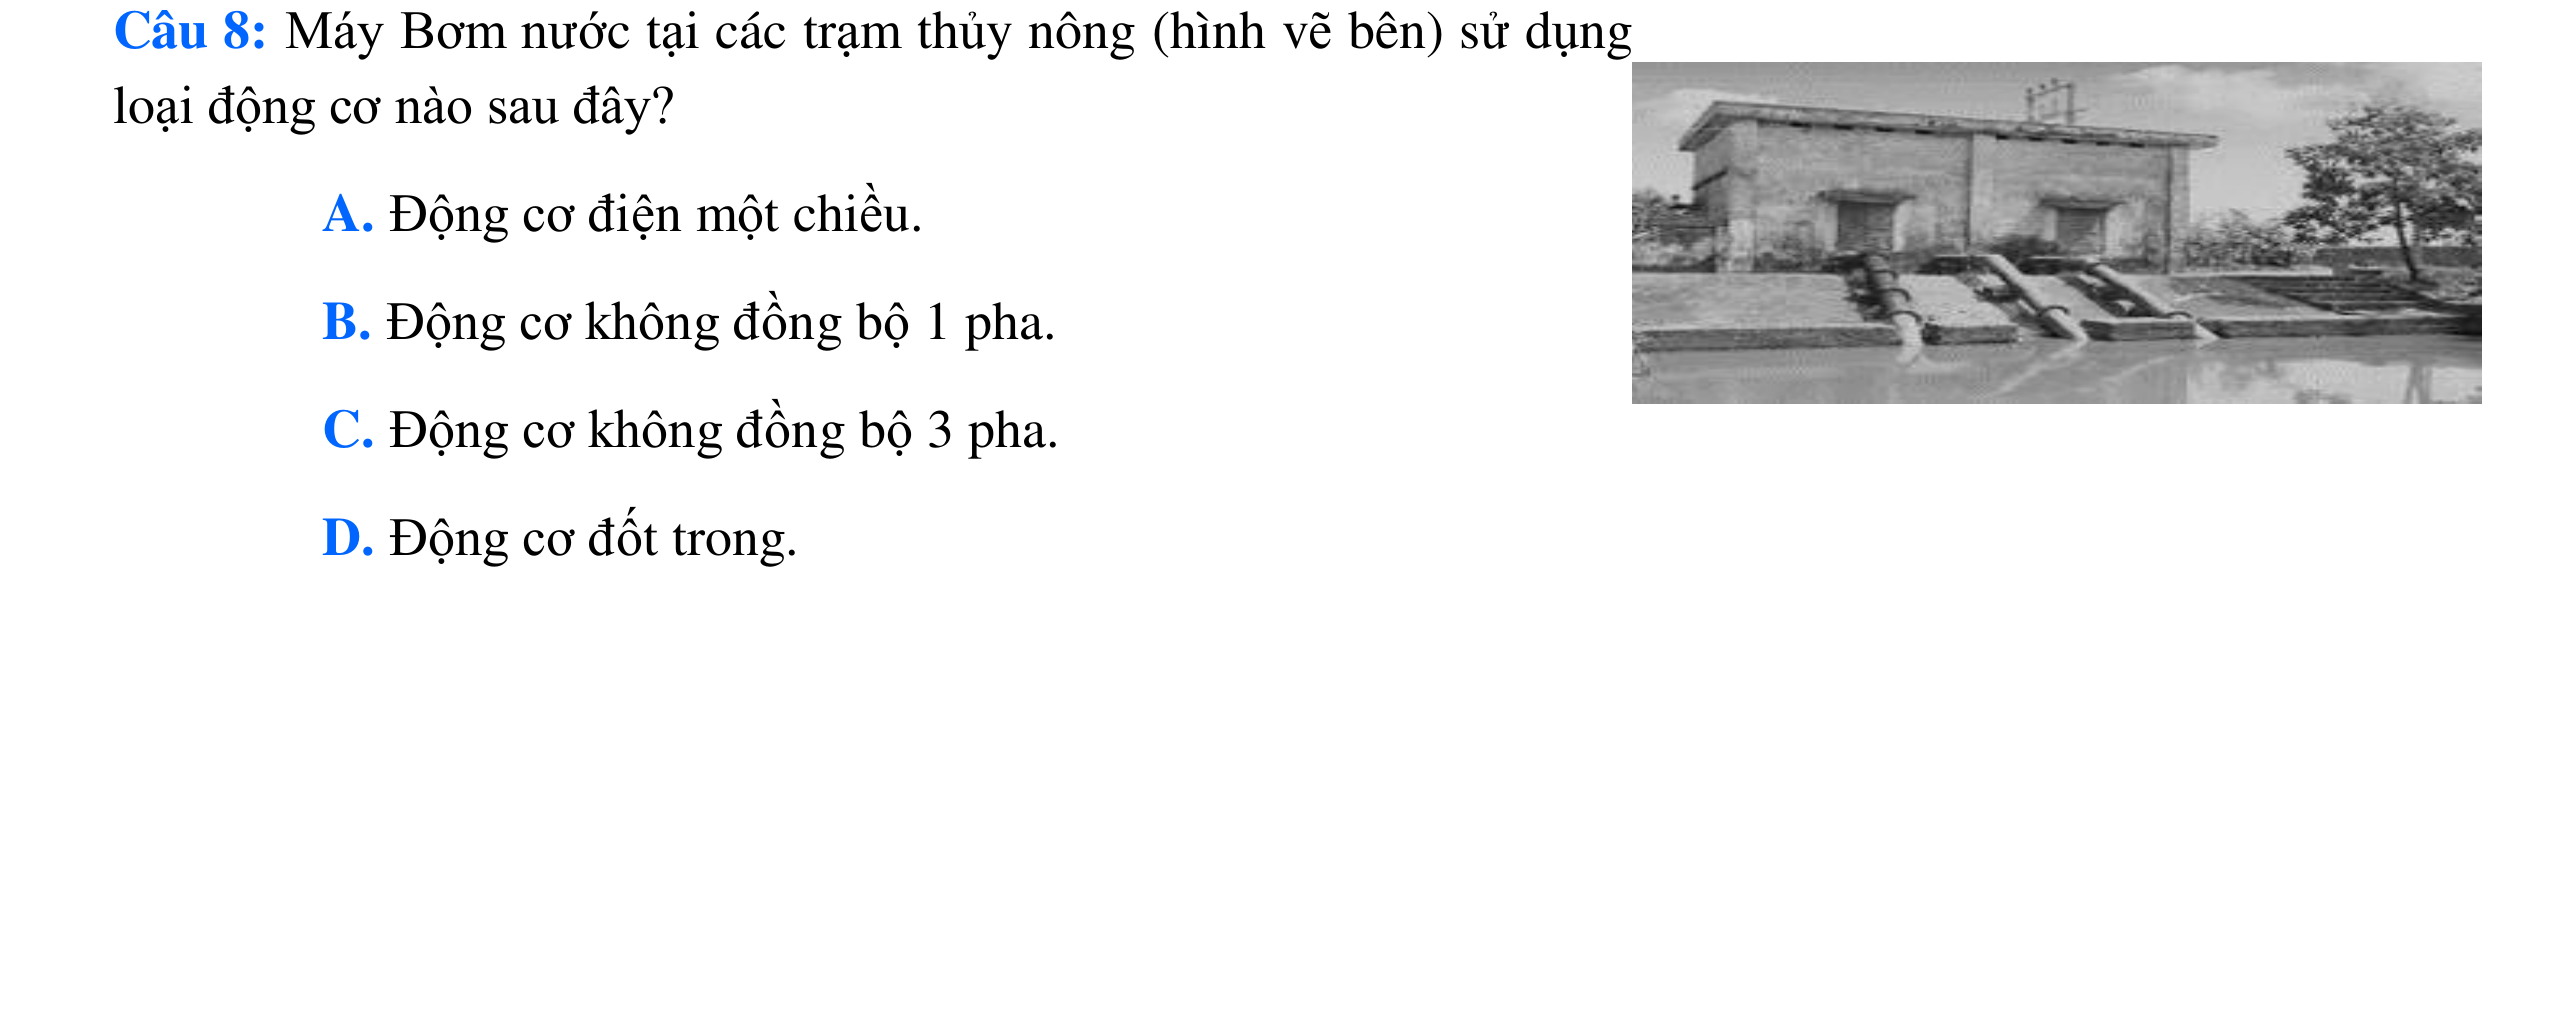 Câu 8: Máy Bơm nước tại các trạm thủy nông (hình vẽ bên) sử dụng
loại động cơ nào sau đây?
A. Động cơ điện một chiều.
B. Động cơ không đồng bộ 1 pha.
C. Động cơ không đồng bộ 3 pha.
D. Động cơ đốt trong.